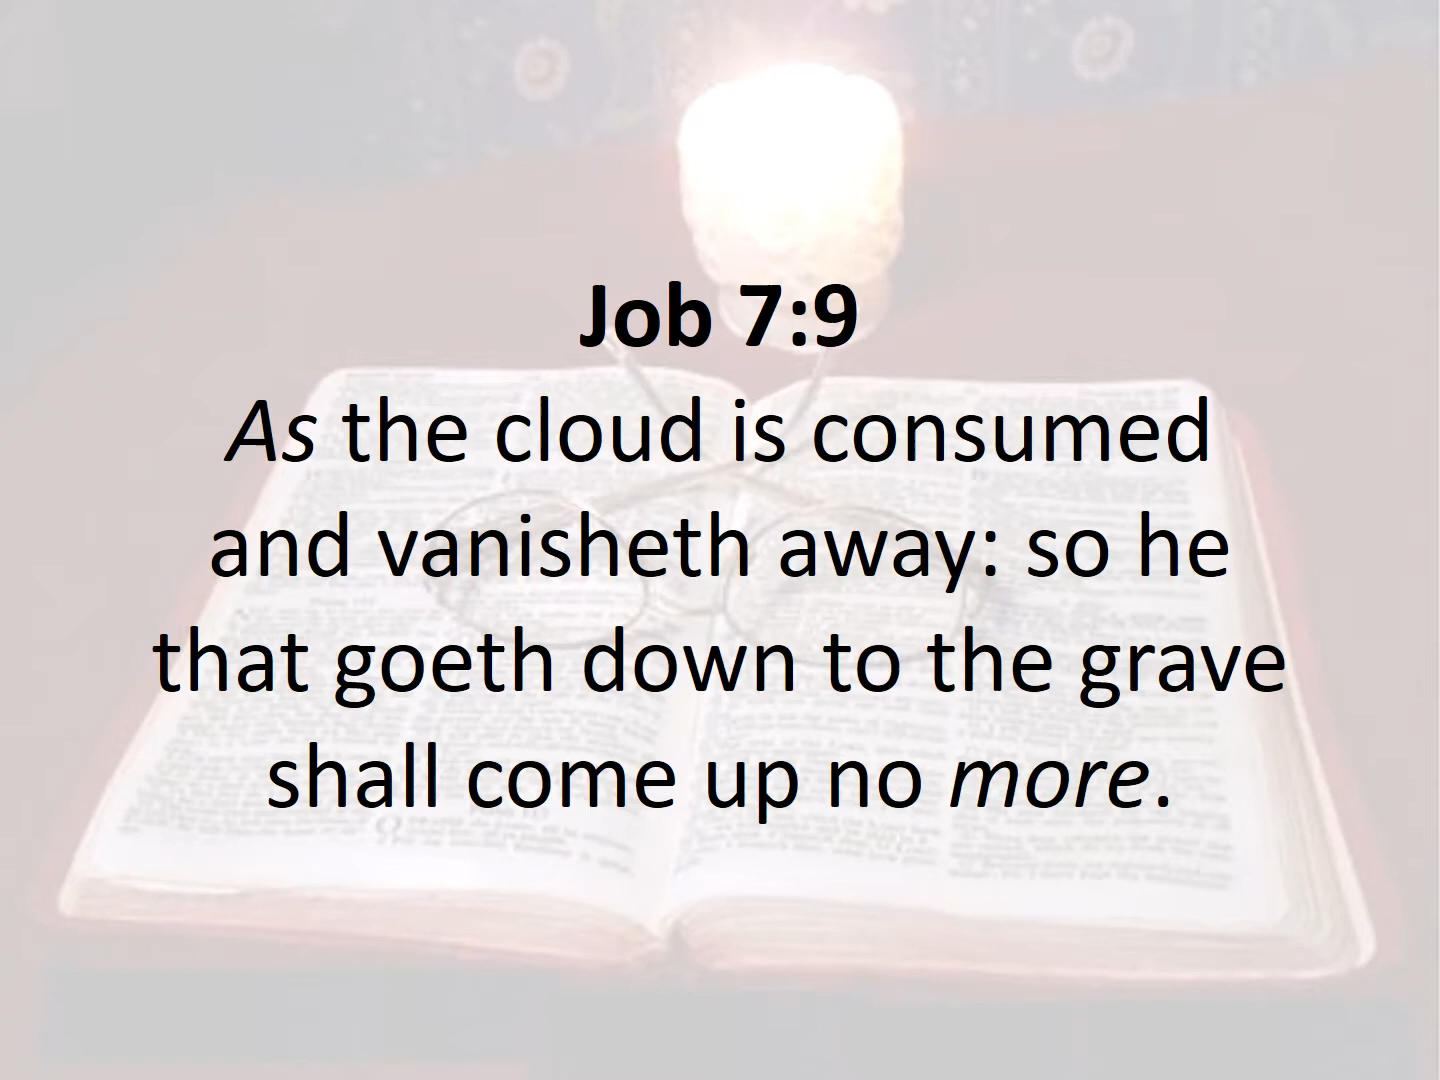 Job 7:9
As the cloud is consumed
and vanisheth away: so he
that goeth down to the grave
shall come up no more.